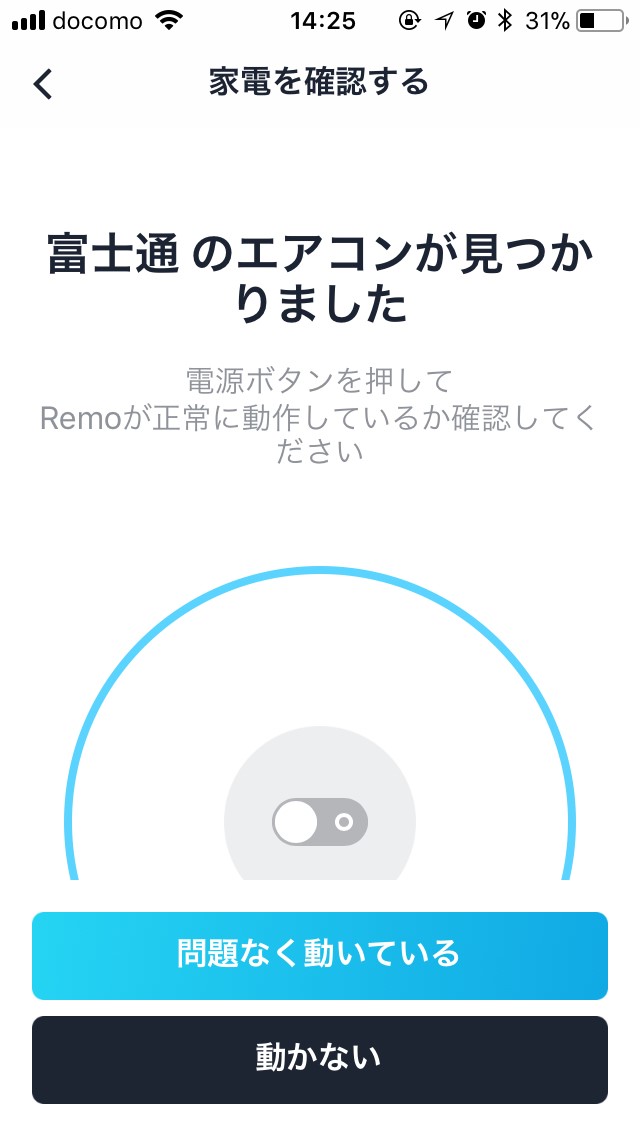 docomo 14:25 31%
家電を確認する
富士通 のエアコンが見つか
りました
電源ボタンを押して
Remoが正常に動作しているか確認してく
ださい
問題なく動いている
動かない